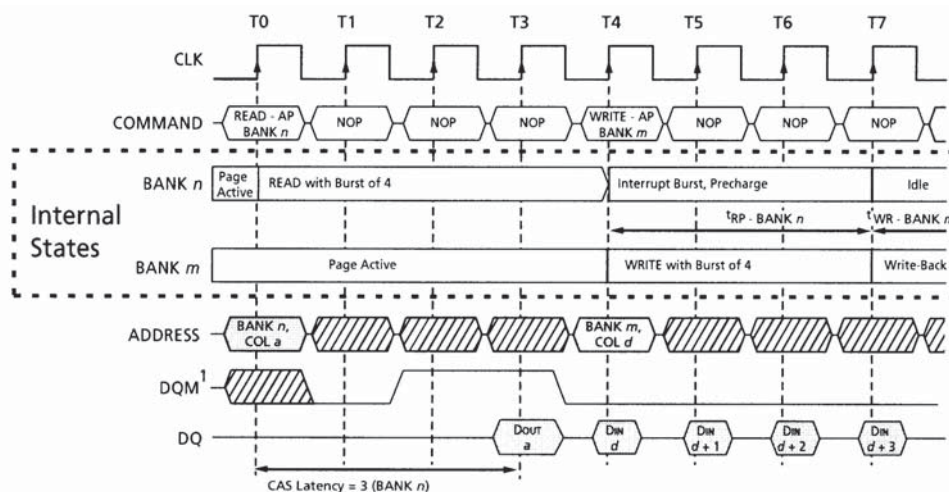 T0 T1 T2 T3 T4 T5 T6 T7
CLK
COMMAND READ - AP BANK n NOP NOP NOP WRITE - AP BANK m NOP NOP NOP
Internal States
BANK n Page Active READ with Burst of 4 Interrupt Burst, Precharge Idle
tRP - BANK n tWR - BANK m
BANK m Page Active WRITE with Burst of 4 Write-Back
ADDRESS BANK n, COL a BANK m, COL d
DQM1
DQ DOUT a DIN d DIN d + 1 DIN d + 2 DIN d + 3
CAS Latency = 3 (BANK n)